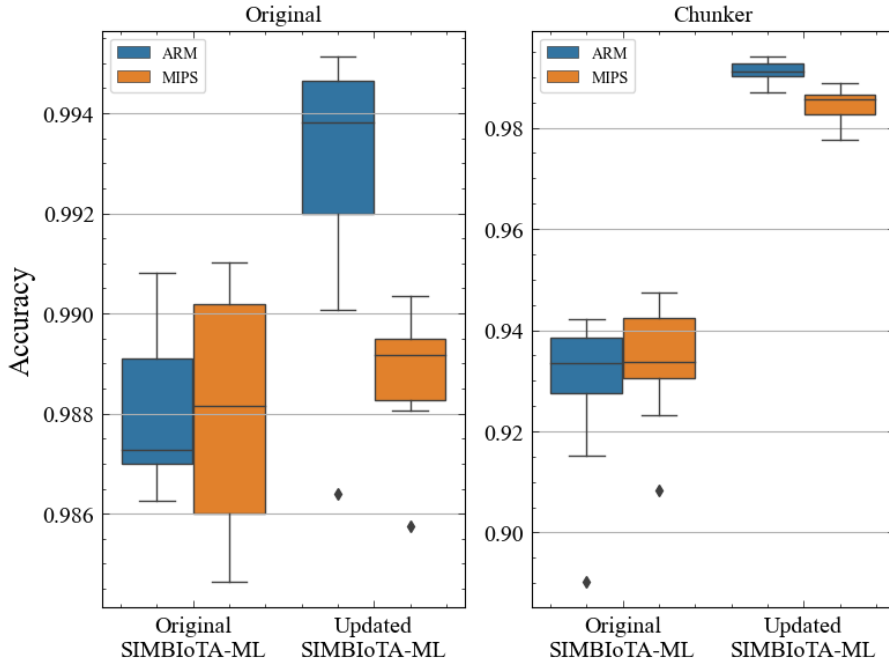 Original
Chunker
ARM
MIPS
ARM
MIPS
Accuracy
0.994
0.992
0.990
0.988
0.986
0.98
0.96
0.94
0.92
0.90
Original
SIMBIoTA-ML
Updated
SIMBIoTA-ML
Original
SIMBIoTA-ML
Updated
SIMBIoTA-ML